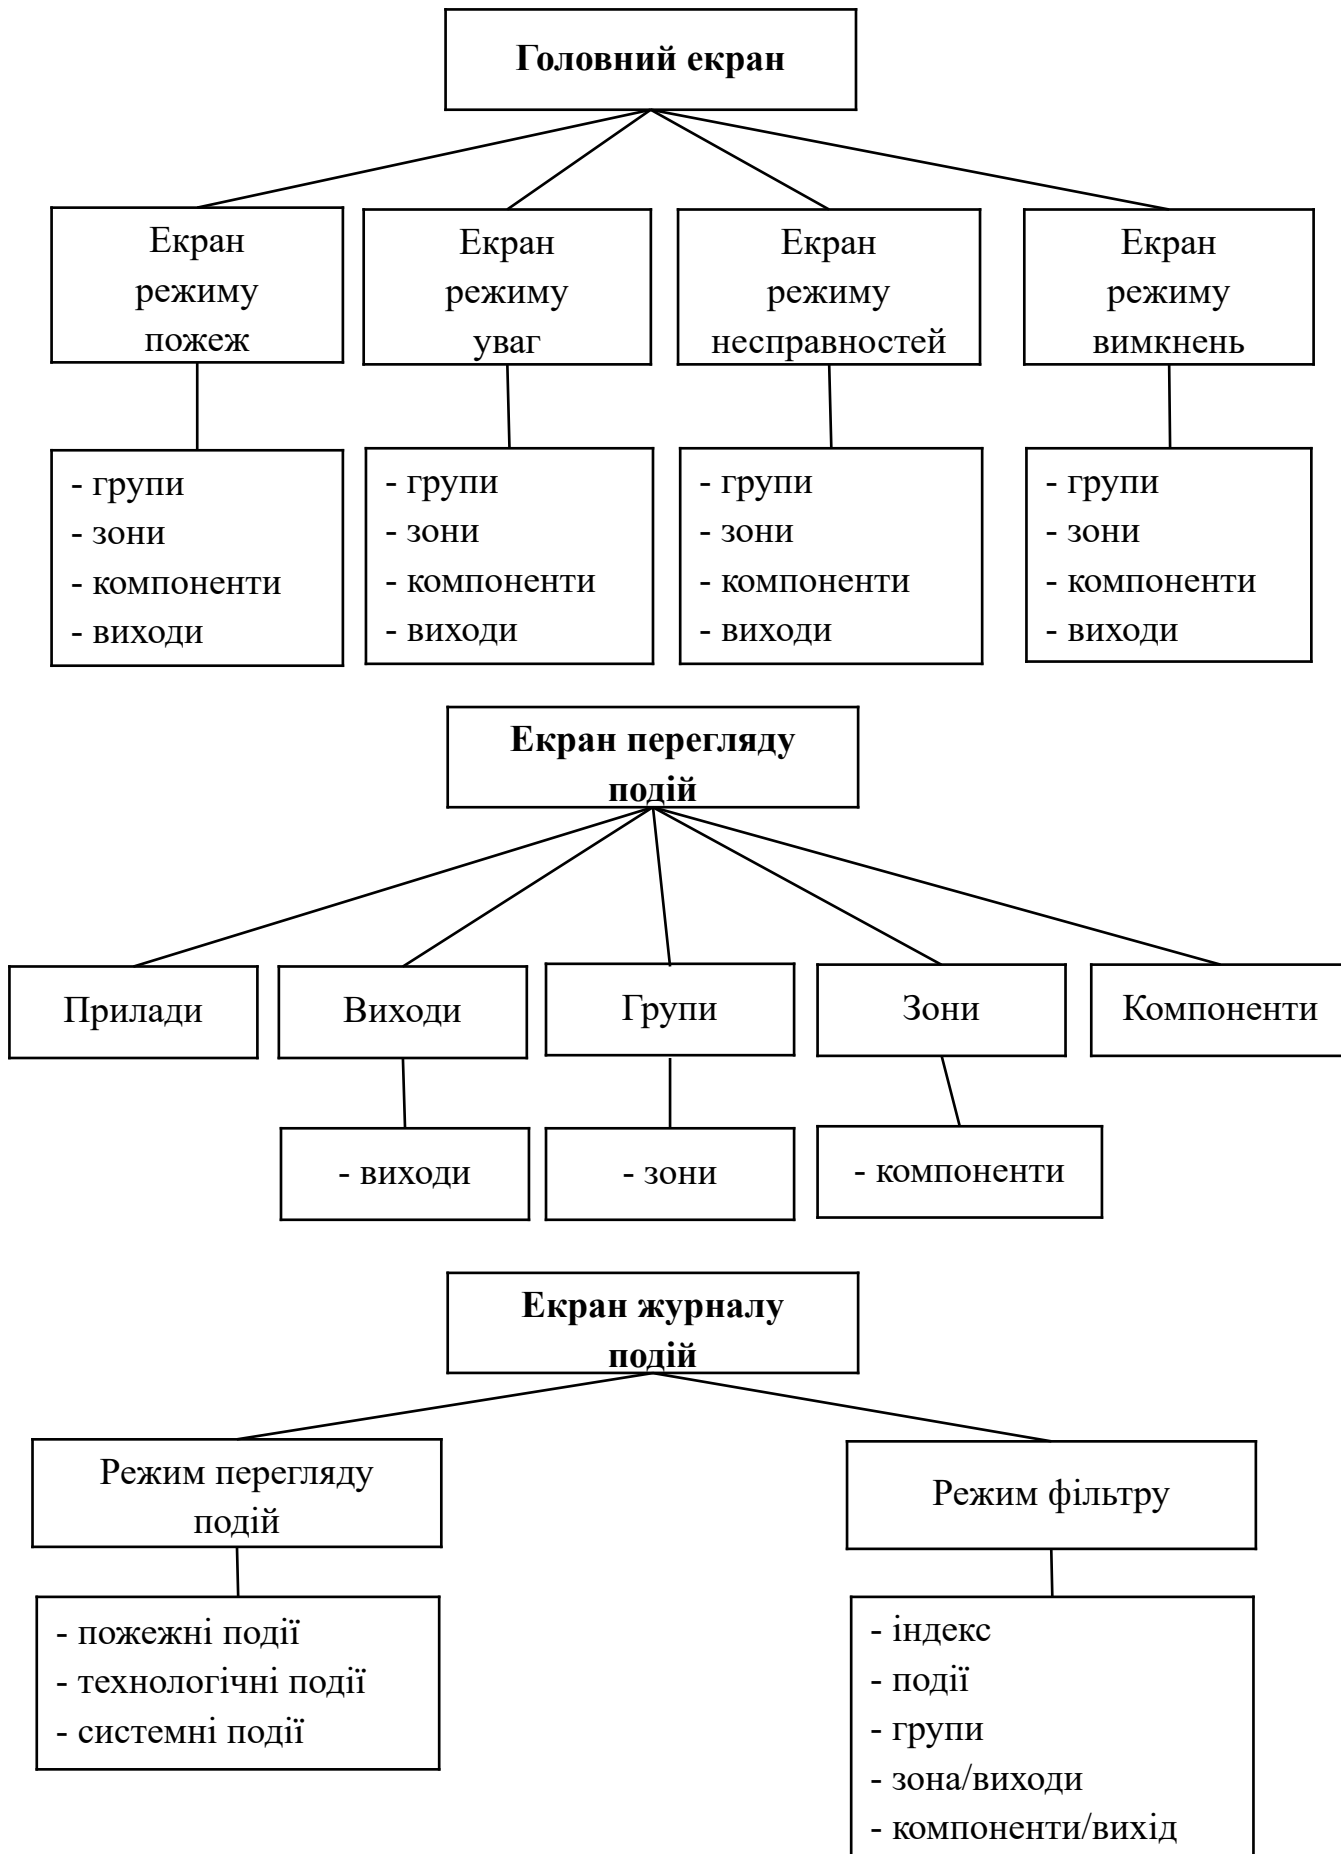 Головний екран
Екран
режиму
пожеж
Екран
режиму
уваг
Екран
режиму
несправностей
Екран
режиму
вимкнень
- групи
- зони
- компоненти
- виходи
- групи
- зони
- компоненти
- виходи
- групи
- зони
- компоненти
- виходи
- групи
- зони
- компоненти
- виходи
Екран перегляду
подій
Прилади
Виходи
Групи
Зони
Компоненти
- виходи
- зони
- компоненти
Екран журналу
подій
Режим перегляду
подій
Режим фільтру
- пожежні події
- технологічні події
- системні події
- індекс
- події
- групи
- зона/виходи
- компоненти/вихід